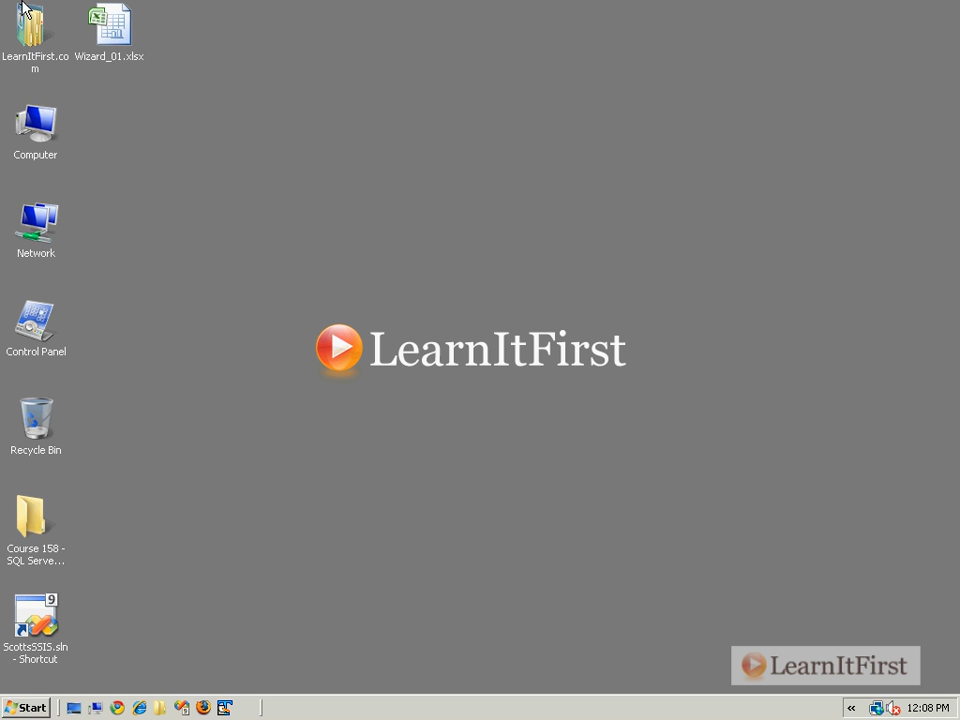 LearnItFirst.co
m
Wizard_01.xlsx
Computer
Network
Control Panel
Recycle Bin
Course 158 -
SQL Serve...
9
ScottsSSIS.sln
- Shortcut
LearnItFirst
LearnItFirst
Start
«
12:08 PM